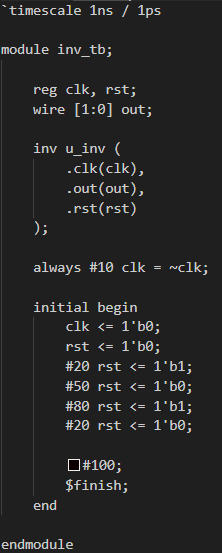 `timescale 1ns / 1ps
module inv_tb;
reg clk, rst;
wire [1:0] out;
inv u_inv (
.clk(clk),
.out(out),
.rst(rst)
);
always #10 clk = ~clk;
initial begin
clk <= 1'b0;
rst <= 1'b0;
#20 rst <= 1'b1;
#50 rst <= 1'b0;
#80 rst <= 1'b1;
#20 rst <= 1'b0;
#100;
$finish;
end
endmodule